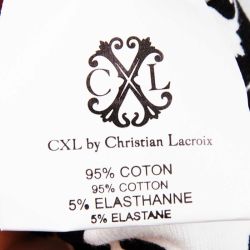 CXL
CXL by Christian Lacroix
95% COTON
95% COTTON
5% ELASTHANNE
5% ELASTANE